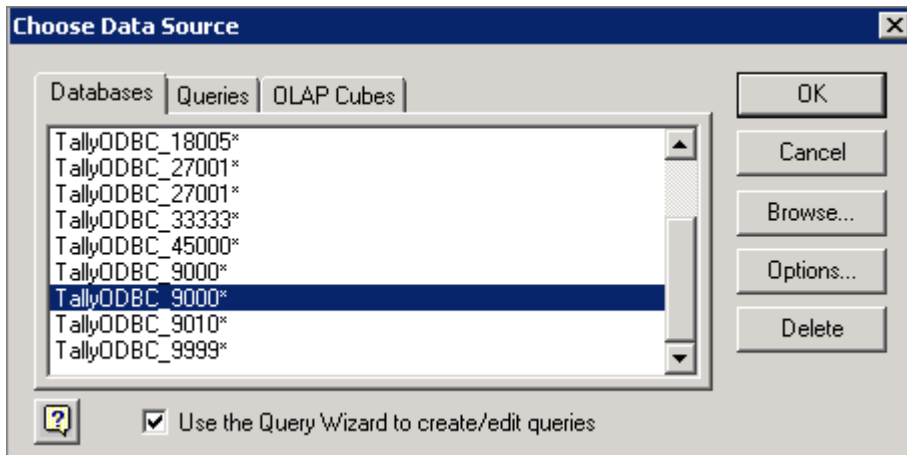 Choose Data Source
Databases
Queries
OLAP Cubes
TallyODBC_18005*
TallyODBC_27001*
TallyODBC_27001*
TallyODBC_33333*
TallyODBC_45000*
TallyODBC_9000*
TallyODBC_9000*
TallyODBC_9010*
TallyODBC_9999*
OK
Cancel
Browse...
Options...
Delete
?
Use the Query Wizard to create/edit queries